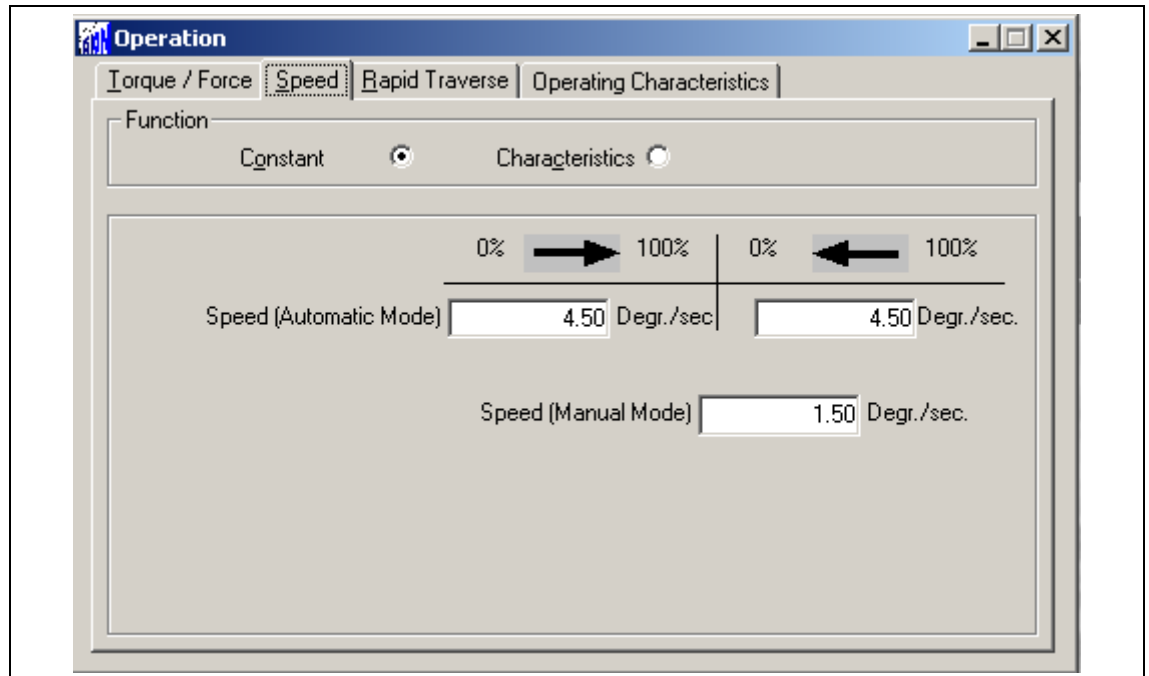 Operation
Torque / Force Speed Rapid Traverse Operating Characteristics
Function
Constant Characteristics
0% 100% 0% 100%
Speed (Automatic Mode) 4.50 Degr./sec 4.50 Degr./sec.
Speed (Manual Mode) 1.50 Degr./sec.